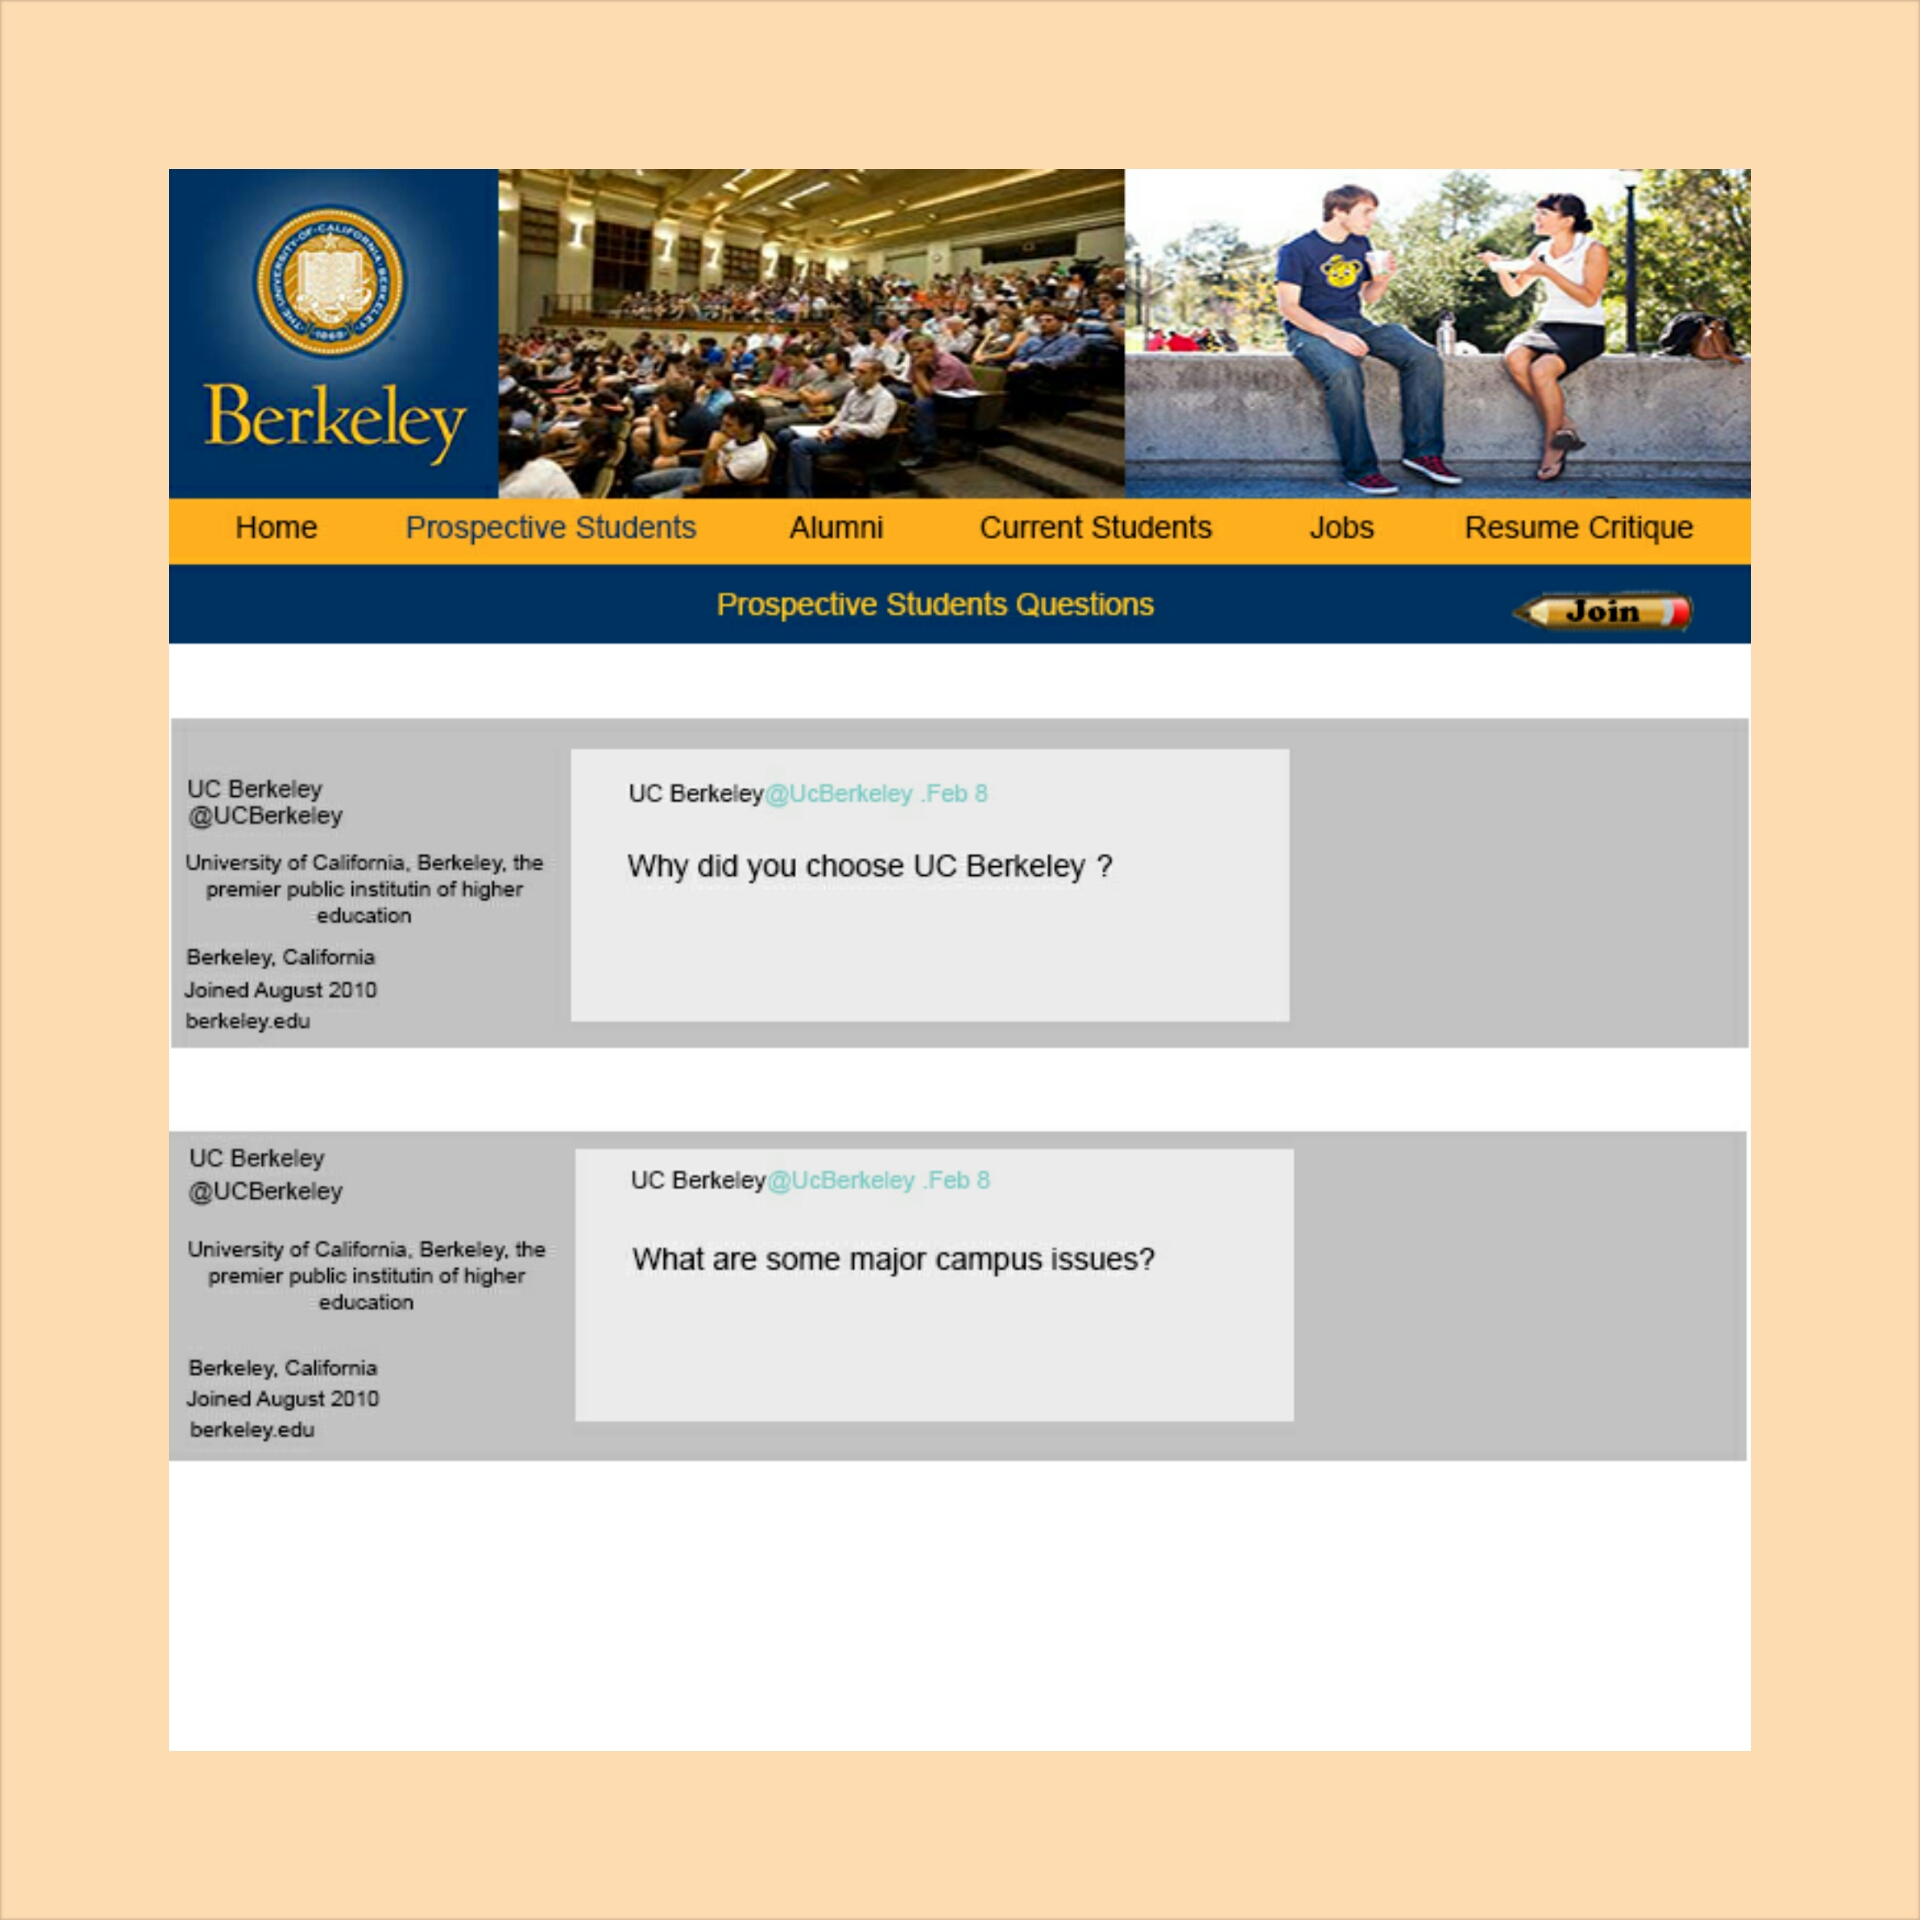 THE·UNIVERSITY·OF·CALIFORNIA·BERKELEY
1868
Berkeley
Home Prospective Students Alumni Current Students Jobs Resume Critique
Prospective Students Questions
Join
UC Berkeley
@UCBerkeley
University of California, Berkeley, the
premier public institutin of higher
education
Berkeley, California
Joined August 2010
berkeley.edu
UC Berkeley@UcBerkeley .Feb 8
Why did you choose UC Berkeley ?
UC Berkeley
@UCBerkeley
University of California, Berkeley, the
premier public institutin of higher
education
Berkeley, California
Joined August 2010
berkeley.edu
UC Berkeley@UcBerkeley .Feb 8
What are some major campus issues?